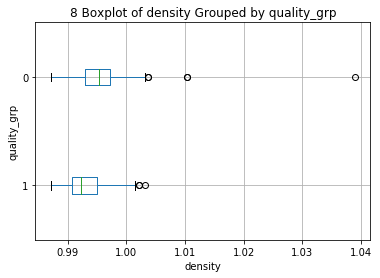 8 Boxplot of density Grouped by quality_grp
0
quality_grp
1
0.99 1.00 1.01 1.02 1.03 1.04
density